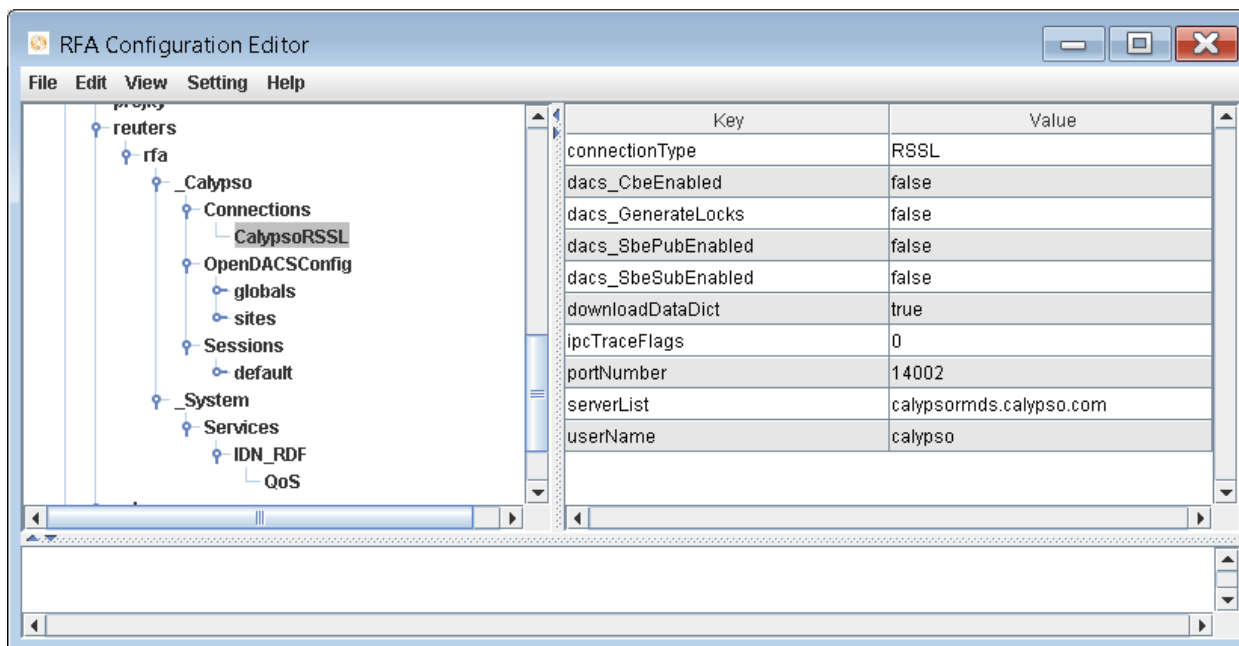 RFA Configuration Editor
File Edit View Setting Help
reuters
rfa
_Calypso
Connections
CalypsoRSSL
OpenDACSConfig
globals
sites
Sessions
default
_System
Services
IDN_RDF
QoS
Key Value
connectionType RSSL
dacs_CbeEnabled false
dacs_GenerateLocks false
dacs_SbePubEnabled false
dacs_SbeSubEnabled false
downloadDataDict true
ipcTraceFlags 0
portNumber 14002
serverList calypsormds.calypso.com
userName calypso